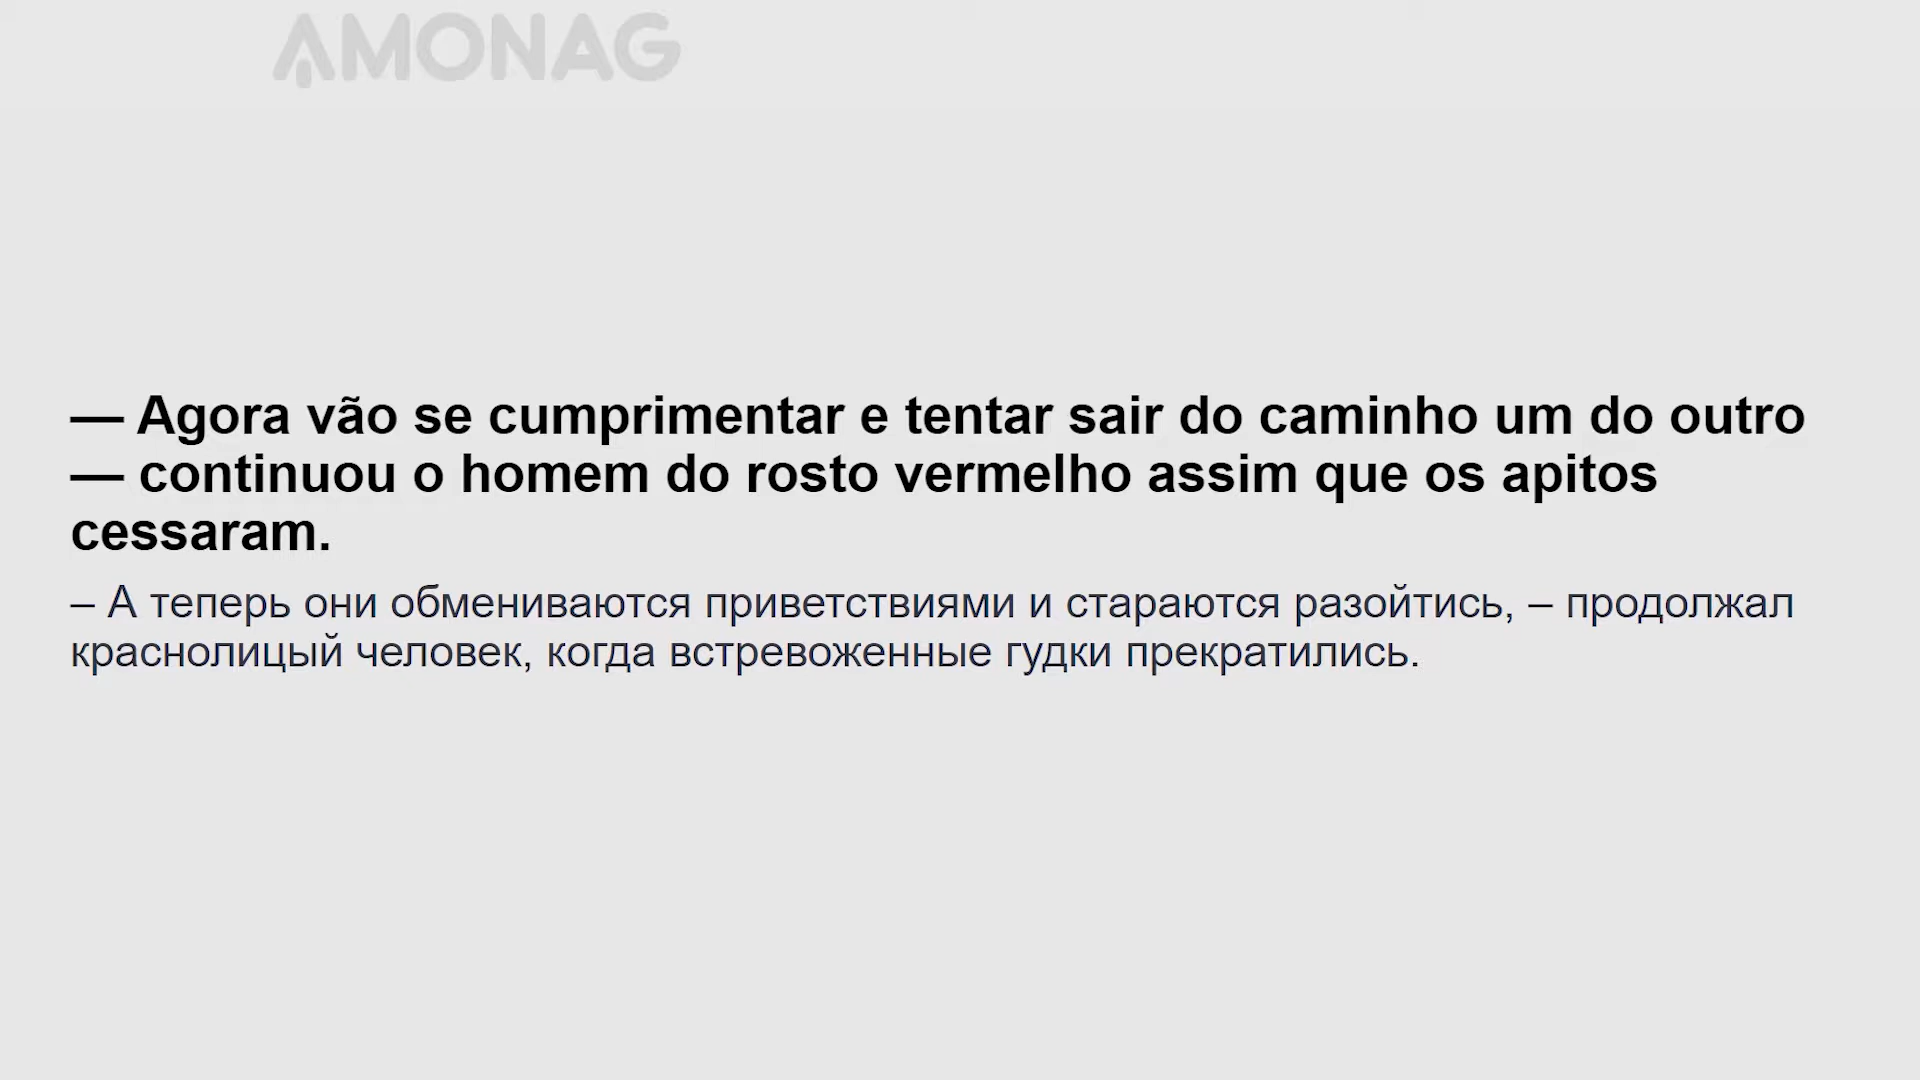 AMONAG
— Agora vão se cumprimentar e tentar sair do caminho um do outro
— continuou o homem do rosto vermelho assim que os apitos
cessaram.
– А теперь они обмениваются приветствиями и стараются разойтись, – продолжал
краснолицый человек, когда встревоженные гудки прекратились.